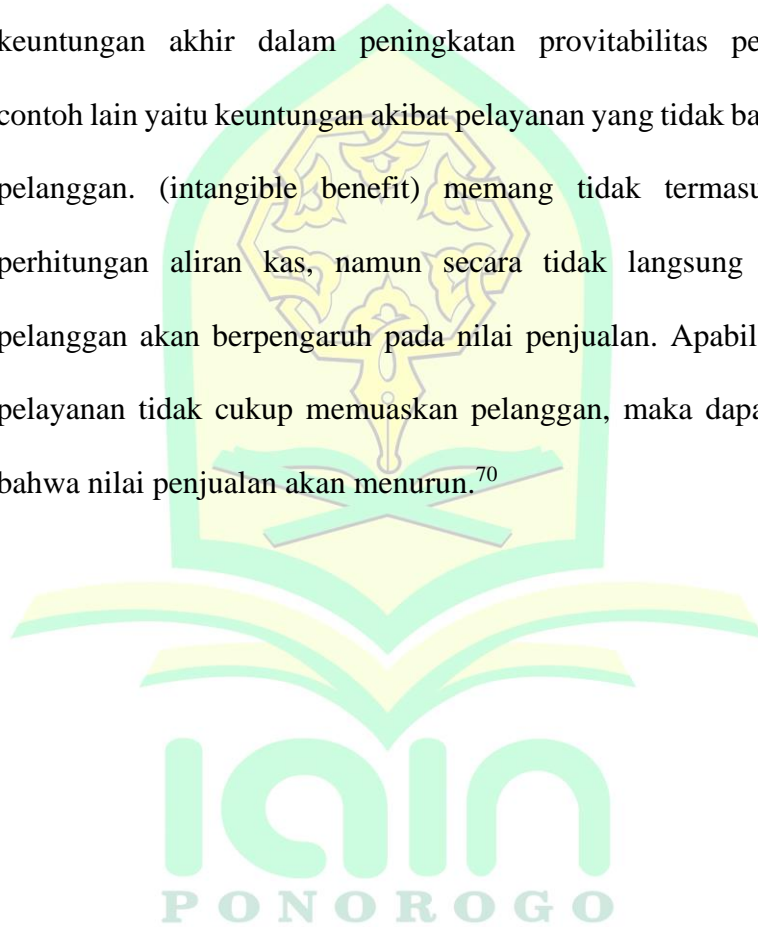 keuntungan akhir dalam peningkatan provitabilitas pe
contoh lain yaitu keuntungan akibat pelayanan yang tidak ba
pelanggan. (intangible benefit) memang tidak termasu
perhitungan aliran kas, namun secara tidak langsung
pelanggan akan berpengaruh pada nilai penjualan. Apabil
pelayanan tidak cukup memuaskan pelanggan, maka dapa
bahwa nilai penjualan akan menurun.70
iain
PONOROGO